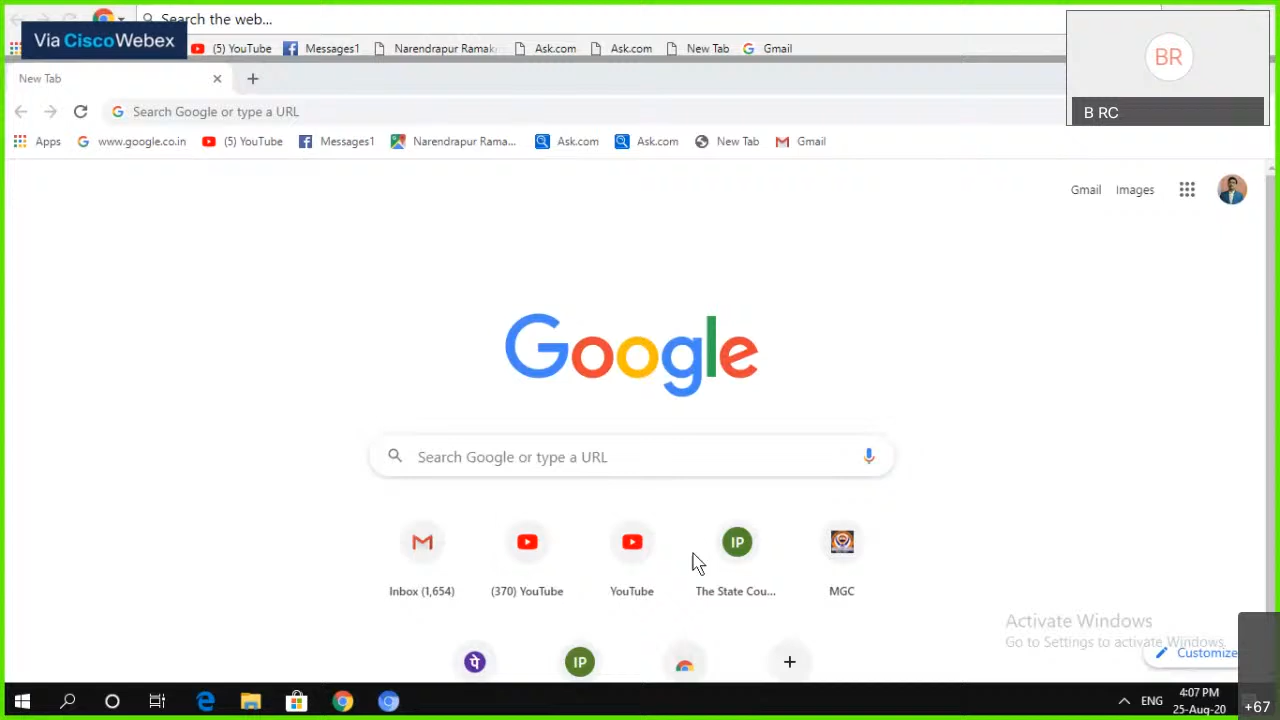 Search the web...
Via CiscoWebex
(5) YouTube Messages1 Narendrapur Ramak Ask.com Ask.com New Tab Gmail
BR
B RC
New Tab
Search Google or type a URL
Apps www.google.co.in (5) YouTube Messages1 Narendrapur Rama... Ask.com Ask.com New Tab Gmail
Gmail Images
Google
Search Google or type a URL
IP
Inbox (1,654) (370) YouTube YouTube The State Cou... MGC
Activate Windows
Go to Settings to activate Windows.
Customize
पे IP
ENG 4:07 PM
25-Aug-20
+67